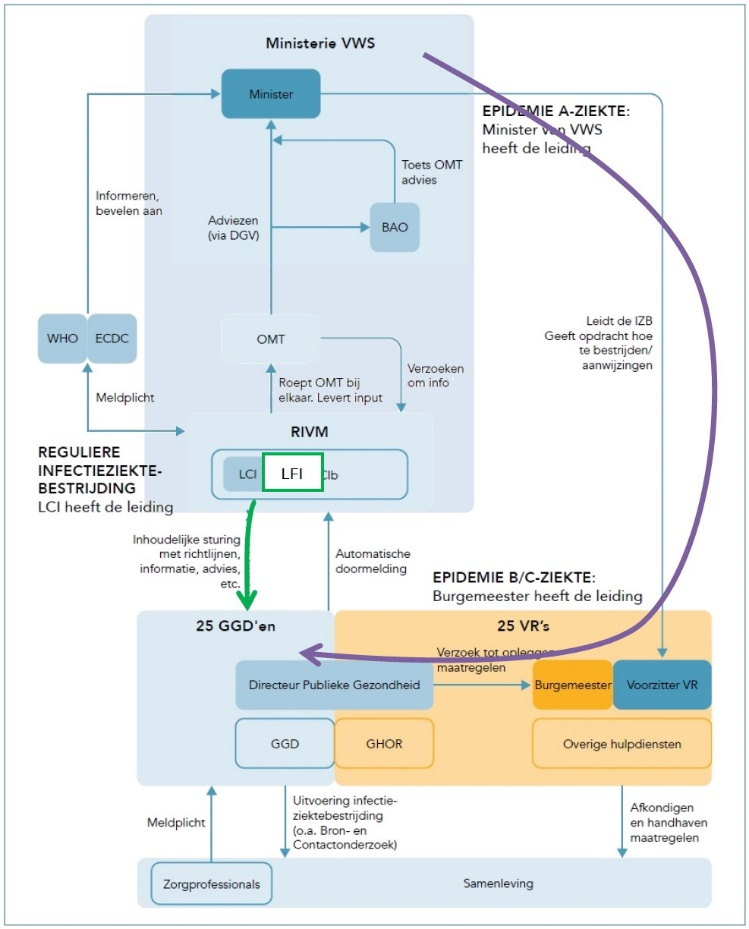 Ministerie VWS
Minister
EPIDEMIE A-ZIEKTE:
Minister van VWS
heeft de leiding
Toets OMT
advies
Informeren,
bevelen aan
Adviezen
(via DGV)
BAO
WHO
ECDC
OMT
Leidt de IZB
Geeft opdracht hoe
te bestrijden/
aanwijzingen
Verzoeken
om info
Meldplicht
Roept OMT bij
elkaar. Levert input
RIVM
REGULIERE
INFECTIEZIEKTE-
BESTRIJDING
LCI heeft de leiding
LCI
LFI
CIb
Inhoudelijke sturing
met richtlijnen,
informatie, advies,
etc.
Automatische
doormelding
EPIDEMIE B/C-ZIEKTE:
Burgemeester heeft de leiding
25 GGD'en
25 VR's
Verzoek tot opleggen
maatregelen
Directeur Publieke Gezondheid
Burgemeester
Voorzitter VR
GGD
GHOR
Overige hulpdiensten
Meldplicht
Uitvoering infectie-
ziektebestrijding
(o.a. Bron- en
Contactonderzoek)
Afkondigen
en handhaven
maatregelen
Zorgprofessionals
Samenleving